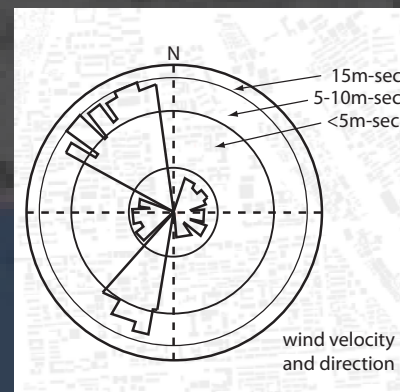 N
15m-sec
5-10m-sec
<5m-sec
wind velocity
and direction